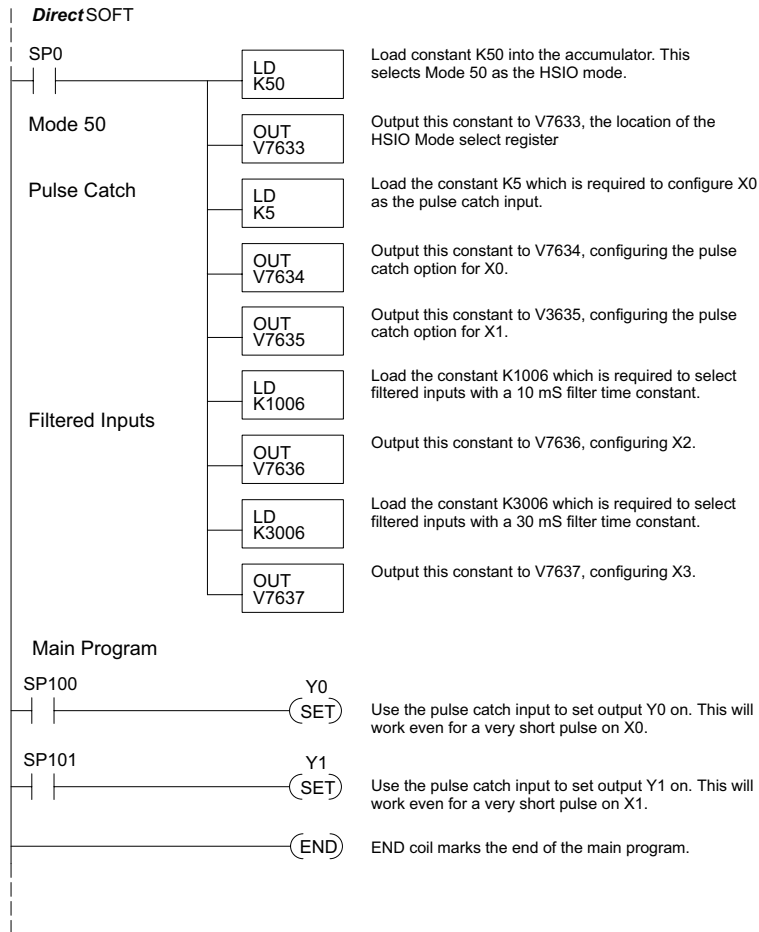 DirectSOFT
SP0
LD
K50
Load constant K50 into the accumulator. This
selects Mode 50 as the HSIO mode.
Mode 50
OUT
V7633
Output this constant to V7633, the location of the
HSIO Mode select register
Pulse Catch
LD
K5
Load the constant K5 which is required to configure X0
as the pulse catch input.
OUT
V7634
Output this constant to V7634, configuring the pulse
catch option for X0.
OUT
V7635
Output this constant to V3635, configuring the pulse
catch option for X1.
LD
K1006
Load the constant K1006 which is required to select
filtered inputs with a 10 mS filter time constant.
Filtered Inputs
OUT
V7636
Output this constant to V7636, configuring X2.
LD
K3006
Load the constant K3006 which is required to select
filtered inputs with a 30 mS filter time constant.
OUT
V7637
Output this constant to V7637, configuring X3.
Main Program
SP100
Y0
SET
Use the pulse catch input to set output Y0 on. This will
work even for a very short pulse on X0.
SP101
Y1
SET
Use the pulse catch input to set output Y1 on. This will
work even for a very short pulse on X1.
END
END coil marks the end of the main program.